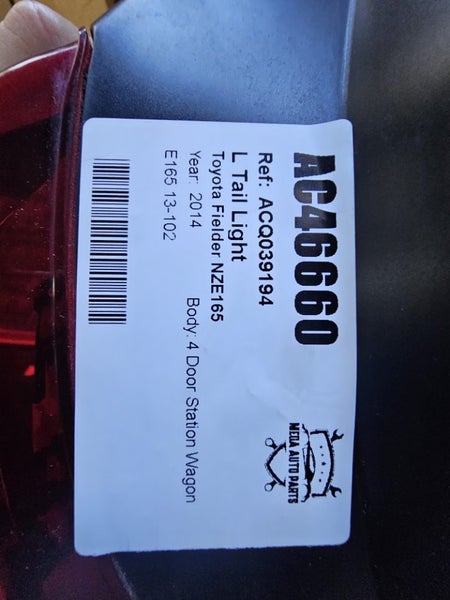 AC46660
Ref: ACQ039194
L Tail Light
Toyota Fielder NZE165
Year: 2014 Body: 4 Door Station Wagon
E165 13-102
MEDA AUTO PARTS